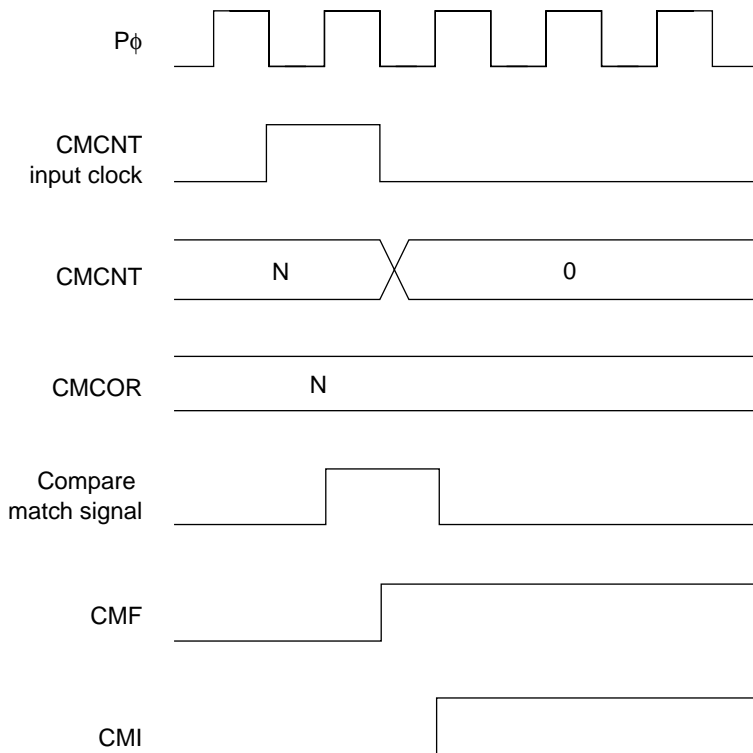 Pϕ
CMCNT
input clock
CMCNT
N
0
CMCOR
N
Compare
match signal
CMF
CMI